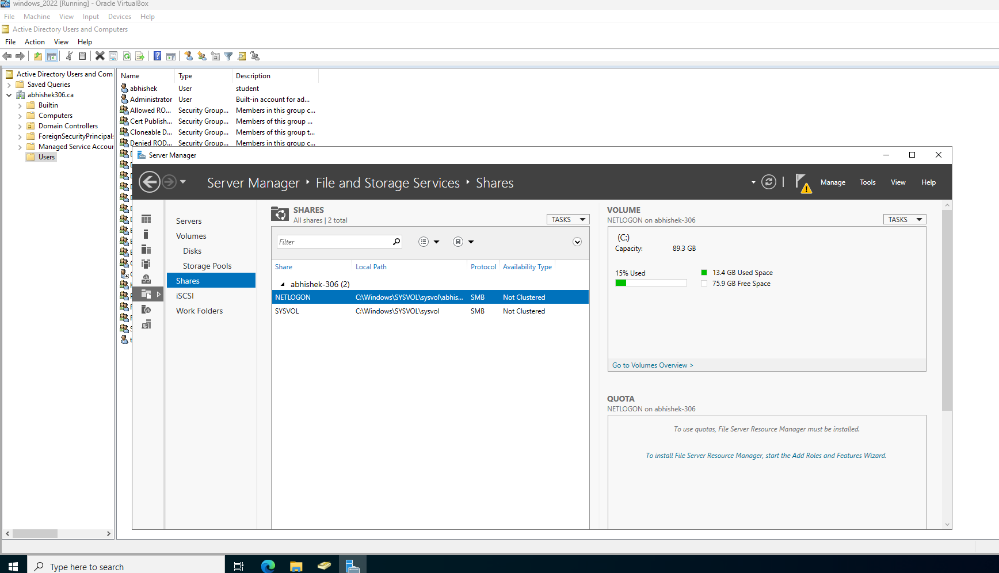 windows_2022 [Running] - Oracle VirtualBox
File Machine View Input Devices Help
Active Directory Users and Computers
File Action View Help
Active Directory Users and Com
Saved Queries
abhishek306.ca
Builtin
Computers
Domain Controllers
ForeignSecurityPrincipals
Managed Service Accour
Users
Name Type Description
abhishek User student
Administrator User Built-in account for ad...
Allowed RO... Security Group... Members in this group c...
Cert Publish... Security Group... Members of this group ...
Cloneable D... Security Group... Members of this group t...
Denied ROD... Security Group... Members in this group c...
Server Manager
Server Manager File and Storage Services Shares
Manage Tools View Help
Servers
Volumes
Disks
Storage Pools
Shares
iSCSI
Work Folders
SHARES
All shares | 2 total
TASKS
Filter
Share Local Path Protocol Availability Type
abhishek-306 (2)
NETLOGON C:\Windows\SYSVOL\sysvol\abhis... SMB Not Clustered
SYSVOL C:\Windows\SYSVOL\sysvol SMB Not Clustered
VOLUME
NETLOGON on abhishek-306
TASKS
(C:)
Capacity: 89.3 GB
15% Used
13.4 GB Used Space
75.9 GB Free Space
Go to Volumes Overview >
QUOTA
NETLOGON on abhishek-306
To use quotas, File Server Resource Manager must be installed.
To install File Server Resource Manager, start the Add Roles and Features Wizard.
Type here to search